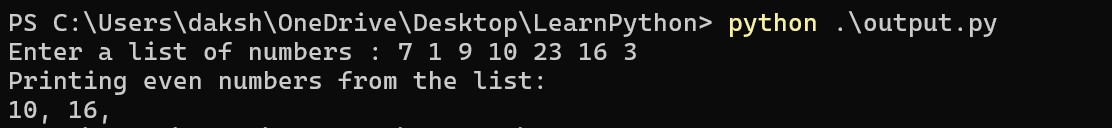 PS C:\Users\daksh\OneDrive\Desktop\LearnPython> python .\output.py
Enter a list of numbers : 7 1 9 10 23 16 3
Printing even numbers from the list:
10, 16,